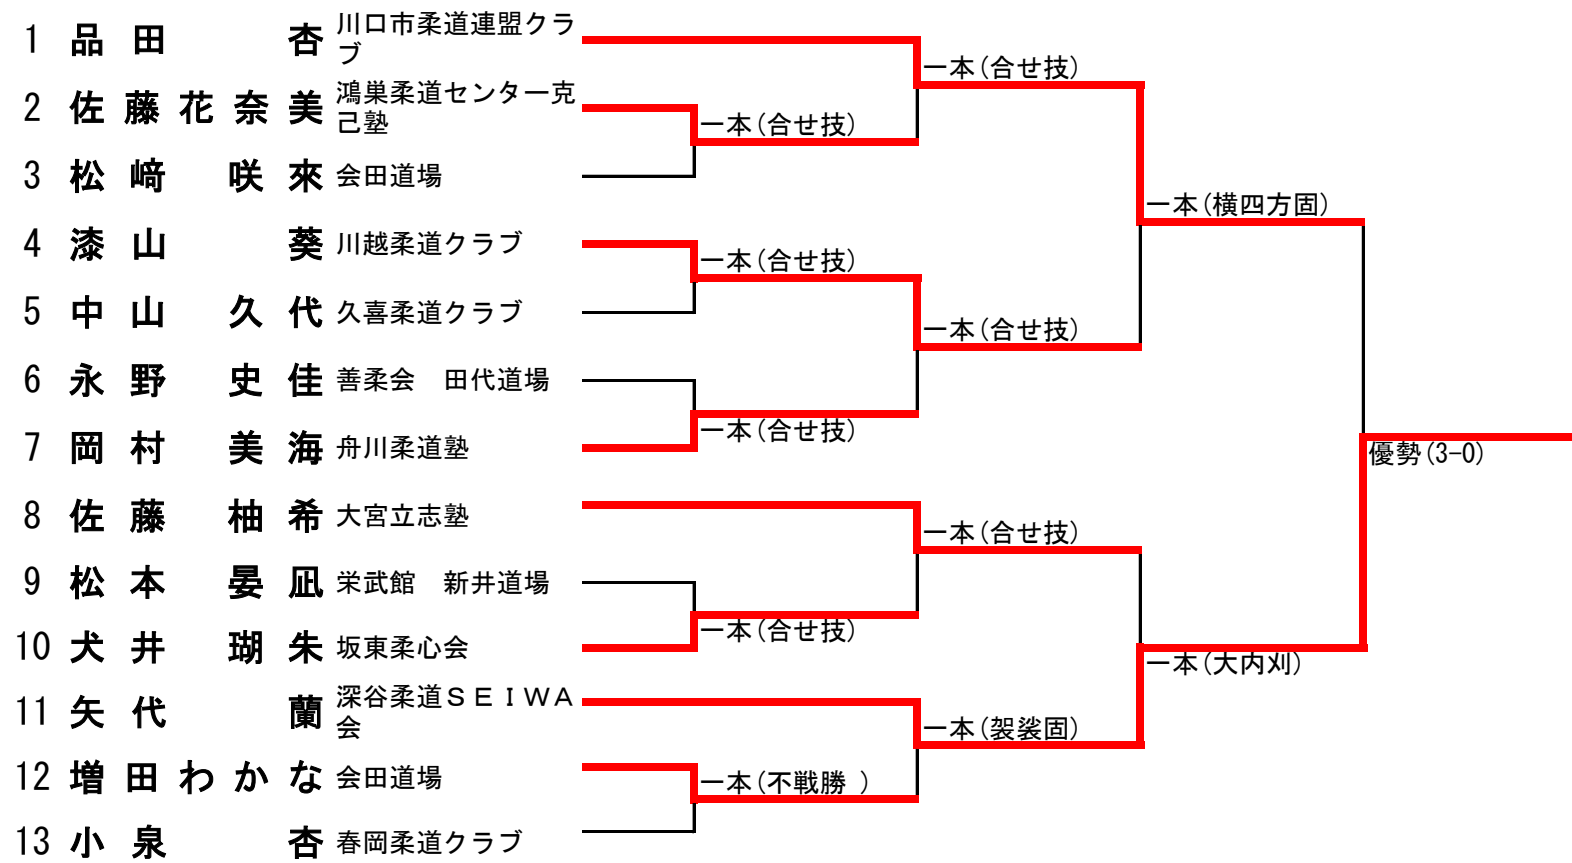 1 品田 杏 川口市柔道連盟クラ
ブ
一本(合せ技)
2 佐藤花奈美 鴻巣柔道センター克
己塾
一本(合せ技)
3 松﨑 咲來 会田道場
一本(横四方固)
4 漆山 葵 川越柔道クラブ
一本(合せ技)
5 中山 久代 久喜柔道クラブ
一本(合せ技)
6 永野 史佳 善柔会 田代道場
一本(合せ技)
7 岡村 美海 舟川柔道塾
優勢(3-0)
8 佐藤 柚希 大宮立志塾
一本(合せ技)
9 松本 晏凪 栄武館 新井道場
一本(合せ技)
10 犬井 瑚朱 坂東柔心会
一本(大内刈)
11 矢代 蘭 深谷柔道SEIWA
会
一本(袈裟固)
12 増田わかな 会田道場
一本(不戦勝 )
13 小泉 杏 春岡柔道クラブ